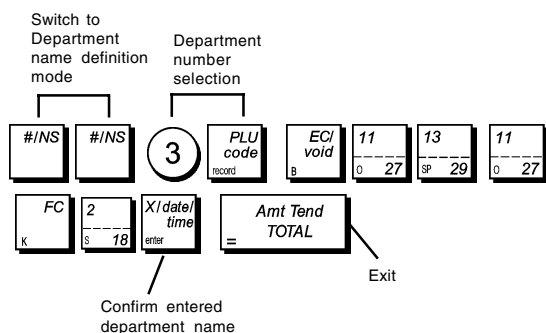 Switch to
Department
name definition
mode
Department
number
selection
#/NS
#/NS
3
PLU
code
record
EC/
void
B
11
O 27
13
SP 29
11
O 27
FC
K
2
S 18
X/date/
time
enter
Amt Tend
TOTAL
=
Exit
Confirm entered
department name